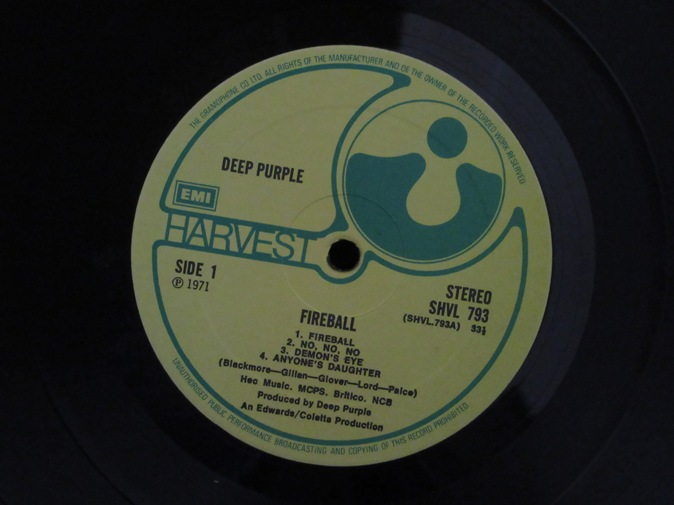 THE GRAMOPHONE CO LTD. ALL RIGHTS OF THE MANUFACTURER AND OF THE OWNER OF THE RECORDED WORK RESERVED
DEEP PURPLE
EMI
HARVEST
SIDE 1
℗ 1971
STEREO
SHVL 793
(SHVL.793A) 33⅓
FIREBALL
1. FIREBALL
2. NO, NO, NO
3. DEMON'S EYE
4. ANYONE'S DAUGHTER
(Blackmore—Gillan—Glover—Lord—Paice)
Hec Music. MCPS. Britico. NCB
Produced by Deep Purple
An Edwards/Coletta Production
UNAUTHORISED PUBLIC PERFORMANCE BROADCASTING AND COPYING OF THIS RECORD PROHIBITED